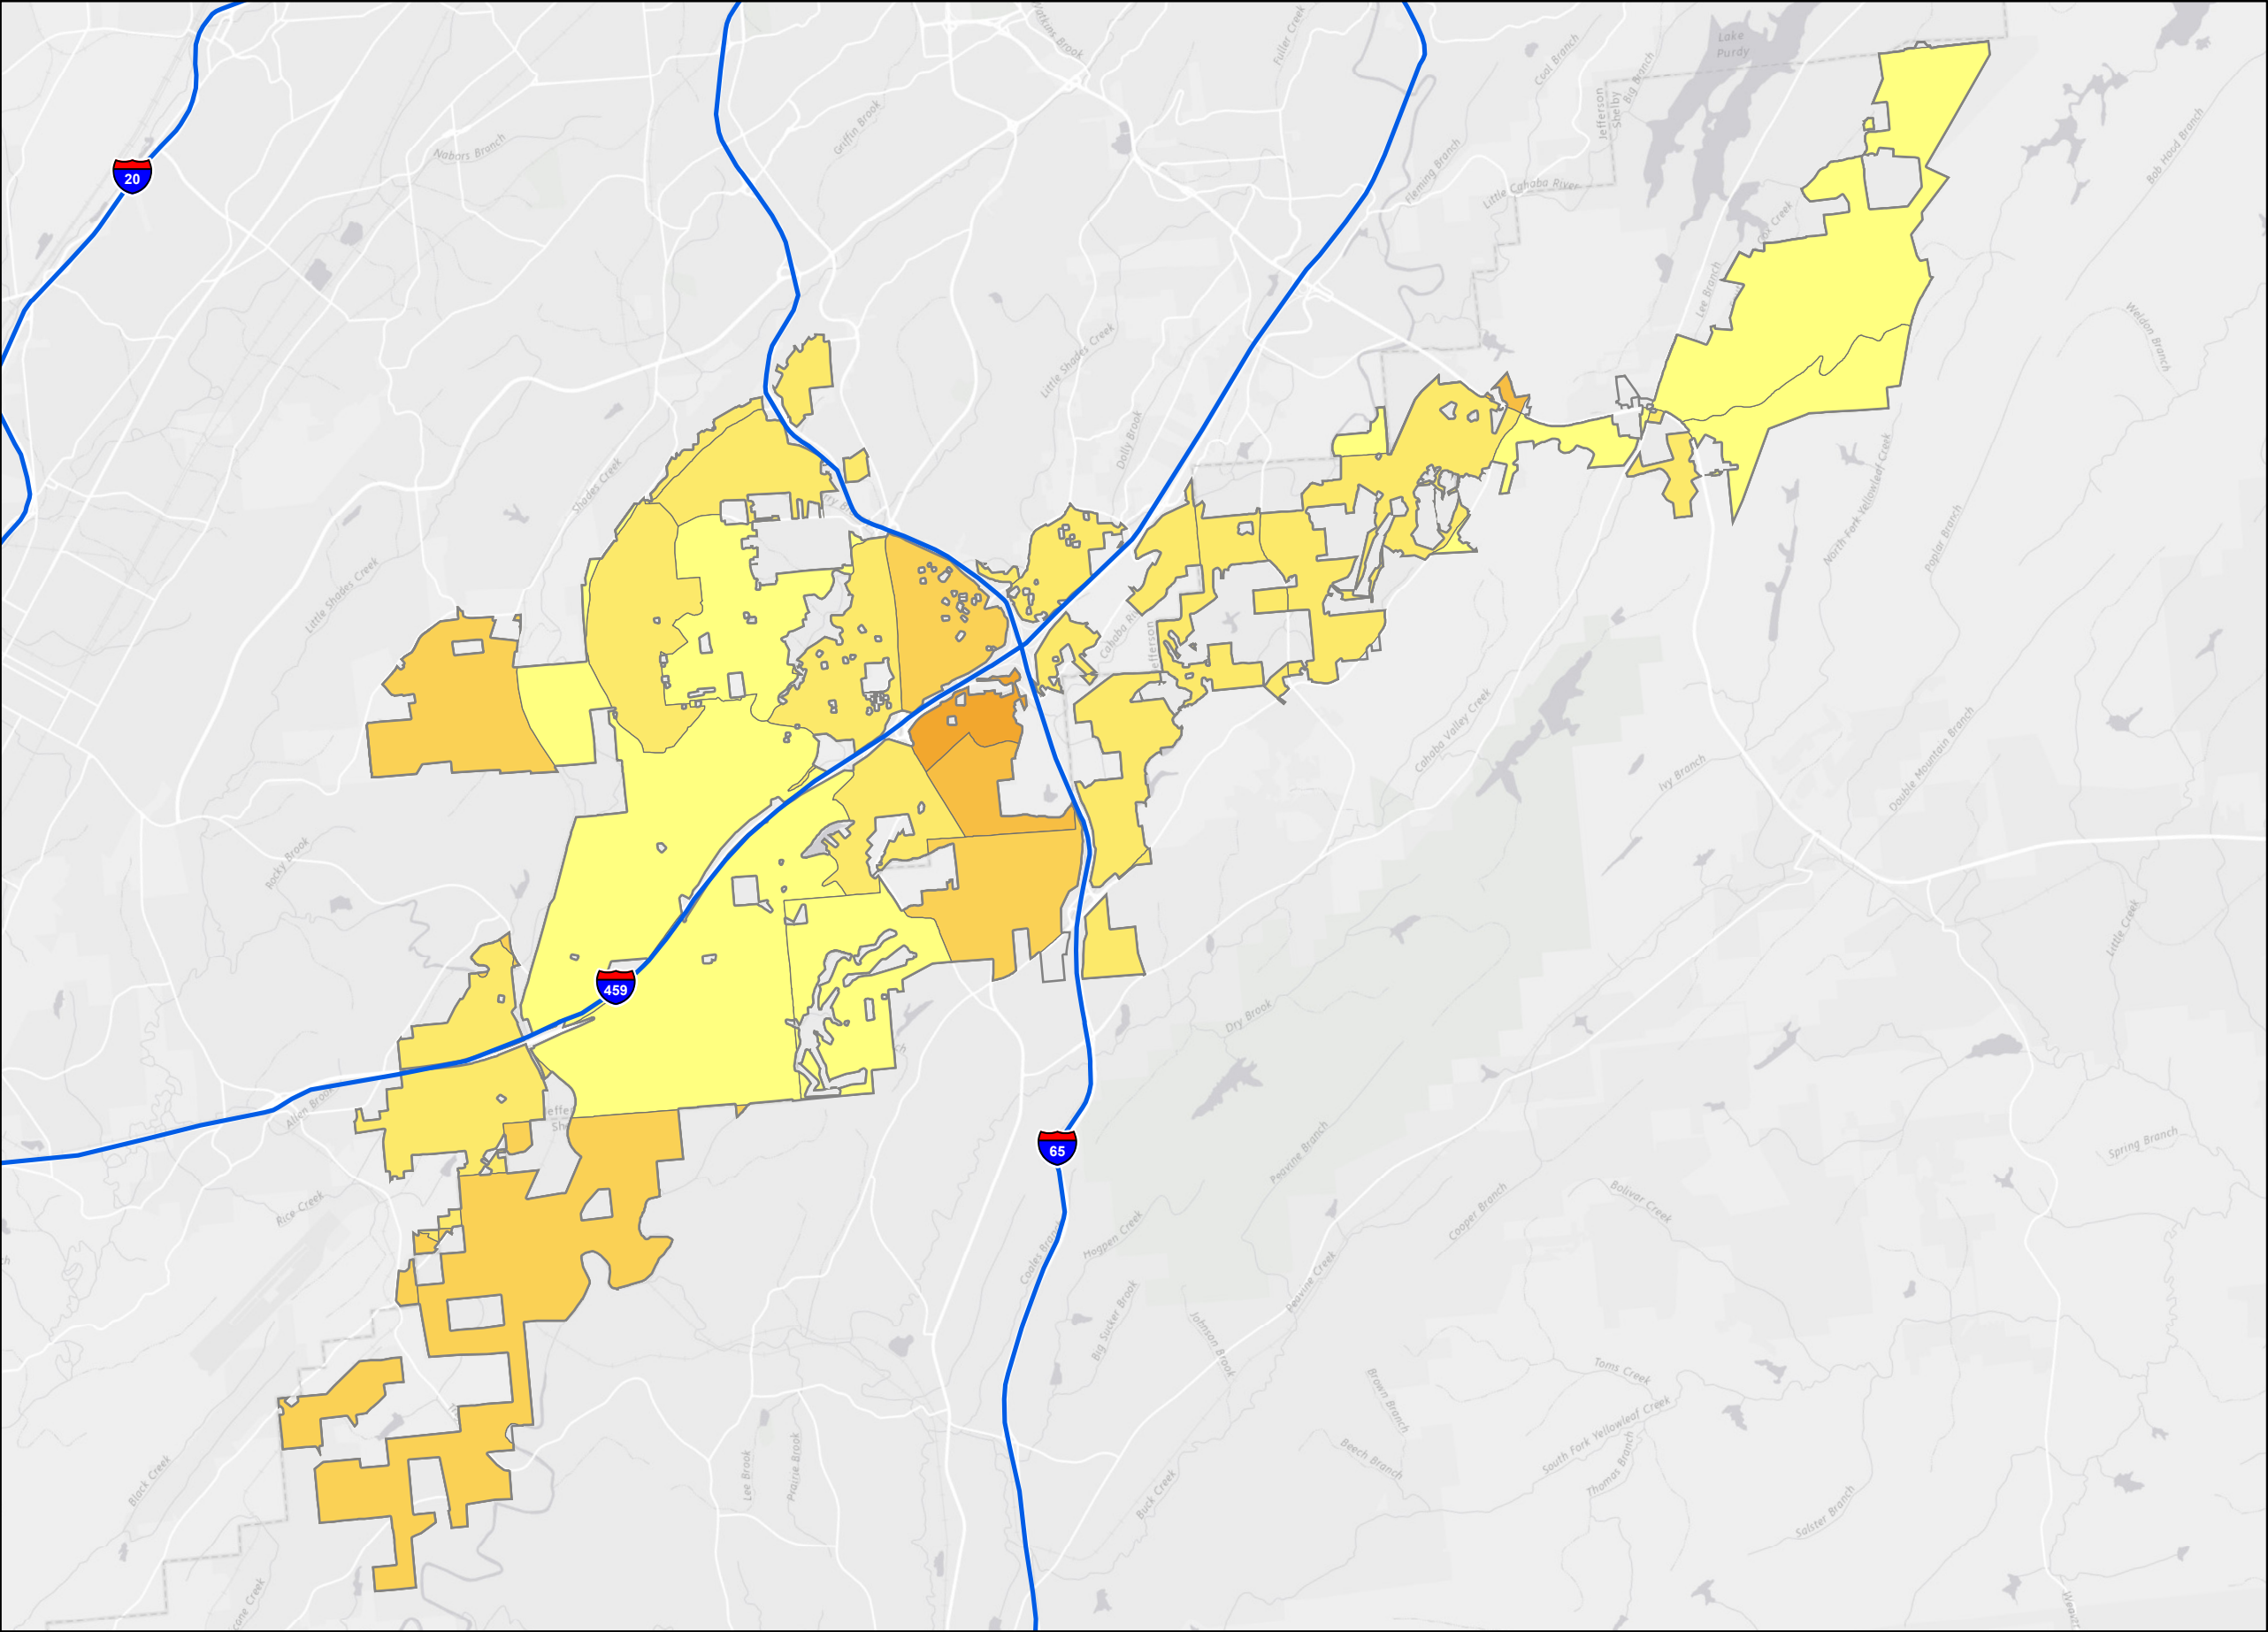 Lake
Purdy
Fuller Creek
Coal Branch
Big Branch
Jefferson
Shelby
Griffin Brook
Nabors Branch
20
Fleming Branch
Little Cahaba River
Bob Hood Branch
Cox Creek
Lee Branch
Weldon Branch
Little Shades Creek
Dolly Brook
Shades Creek
North Fork Yellowleaf Creek
Poplar Branch
Little Shades Creek
Jefferson
Cahaba Valley Creek
Ivy Branch
Double Mountain Branch
Rocky Brook
Little Creek
459
Dry Brook
Allen Brook
65
Peavine Branch
Spring Branch
Rice Creek
Cooper Branch
Bolivar Creek
Hogpen Creek
Coales Branch
Peavine Creek
Big Sucker Brook
Johnson Brook
Toms Creek
Brown Branch
South Fork Yellowleaf Creek
Beech Branch
Thomas Branch
Black Creek
Lee Brook
Prairie Brook
Buck Creek
Salster Branch